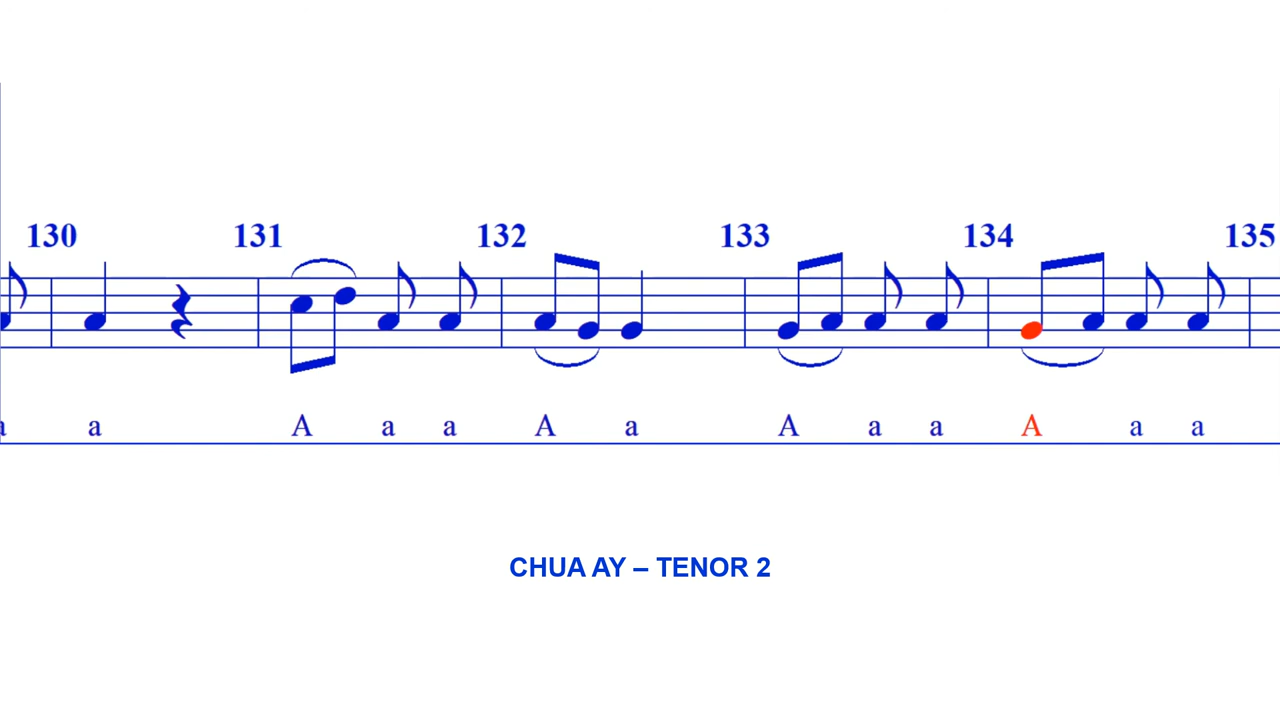 130 131 132 133 134 135
a a A a a A a A a a A a a
CHUA AY – TENOR 2